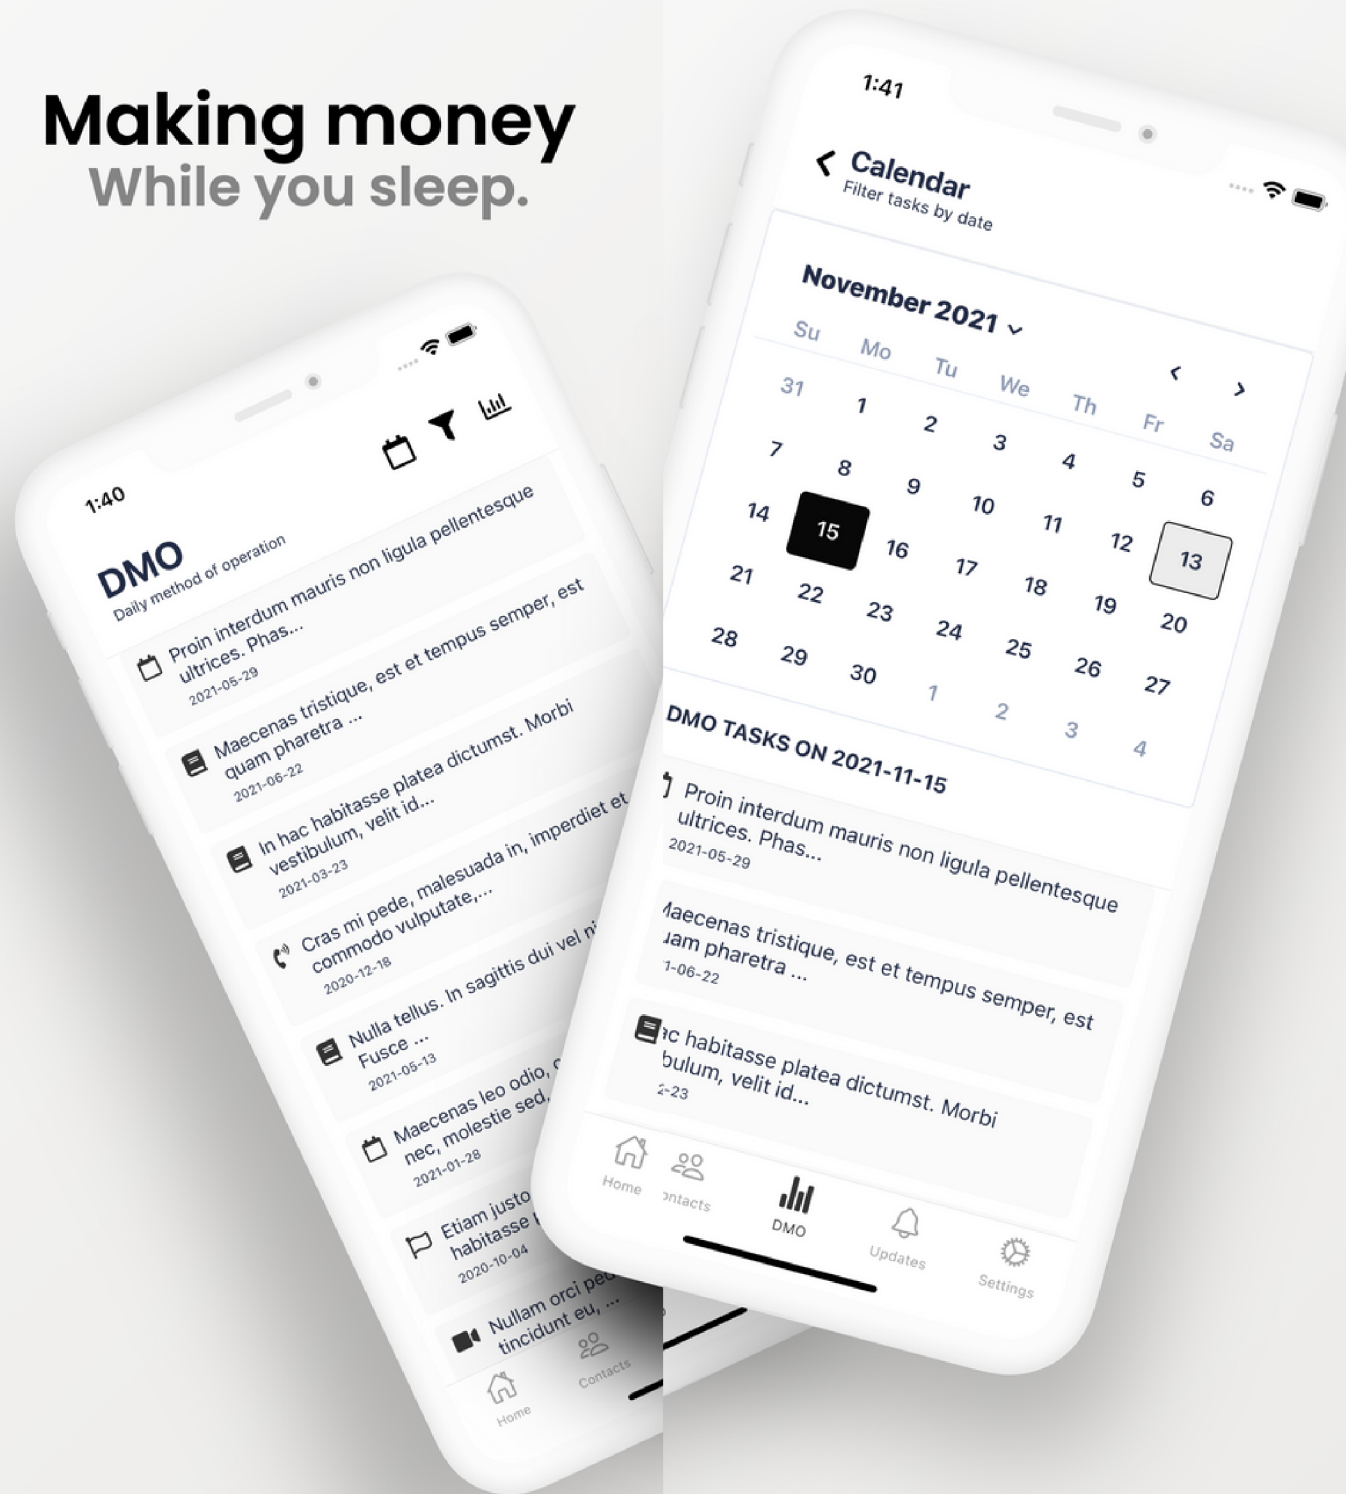 Making money
While you sleep.
1:40
DMO
Daily method of operation
Proin interdum mauris non ligula pellentesque
ultrices. Phas...
2021-05-29
Maecenas tristique, est et tempus semper, est
quam pharetra ...
2021-06-22
In hac habitasse platea dictumst. Morbi
vestibulum, velit id...
2021-03-23
Cras mi pede, malesuada in, imperdiet et
commodo vulputate,...
2020-12-18
Nulla tellus. In sagittis dui vel
Fusce ...
2021-05-13
Maecenas leo odio,
nec, molestie sed,
2021-01-28
Etiam justo
habitasse
2020-10-04
Nullam orci
tincidunt eu, ...
Home
Contacts
1:41
Calendar
Filter tasks by date
November 2021
Su Mo Tu We Th Fr Sa
31 1 2 3 4 5 6
7 8 9 10 11 12 13
14 15 16 17 18 19 20
21 22 23 24 25 26 27
28 29 30 1 2 3 4
DMO TASKS ON 2021-11-15
Proin interdum mauris non ligula pellentesque
ultrices. Phas...
2021-05-29
Maecenas tristique, est et tempus semper, est
uam pharetra ...
1-06-22
ac habitasse platea dictumst. Morbi
bulum, velit id...
-23
Home
ontacts
DMO
Updates
Settings